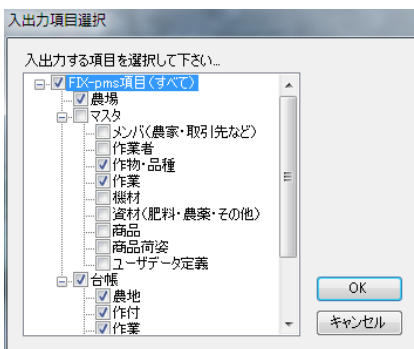 入出力項目選択
入出力する項目を選択して下さい...
FIX-pms項目(すべて)
農場
マスタ
メンバ(農家・取引先など)
作業者
作物・品種
作業
機材
資材(肥料・農薬・その他)
商品
商品荷姿
ユーザデータ定義
台帳
農地
作付
作業
OK
キャンセル